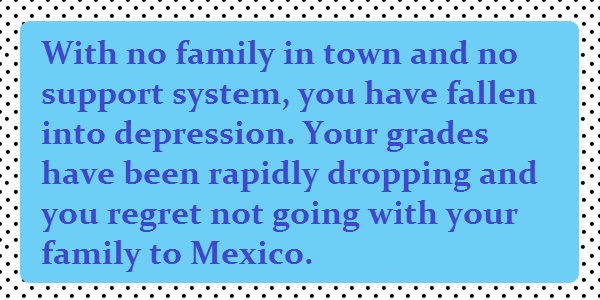 With no family in town and no
support system, you have fallen
into depression. Your grades
have been rapidly dropping and
you regret not going with your
family to Mexico.